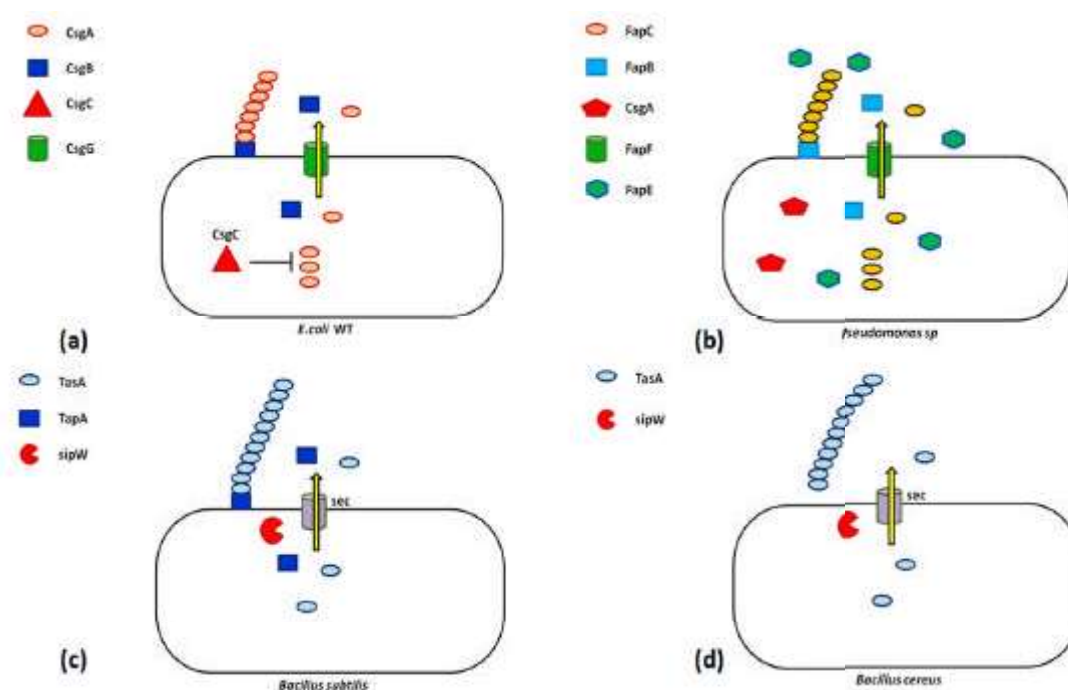 CsgA
CsgB
CsgC
CsgG
CsgC
E.coli WT
(a)
FapC
FapB
CsgA
FapF
FapE
Pseudomonas sp
(b)
TasA
TapA
sipW
sec
(c)
Bacillus subtilis
TasA
sipW
sec
(d)
Bacillus cereus